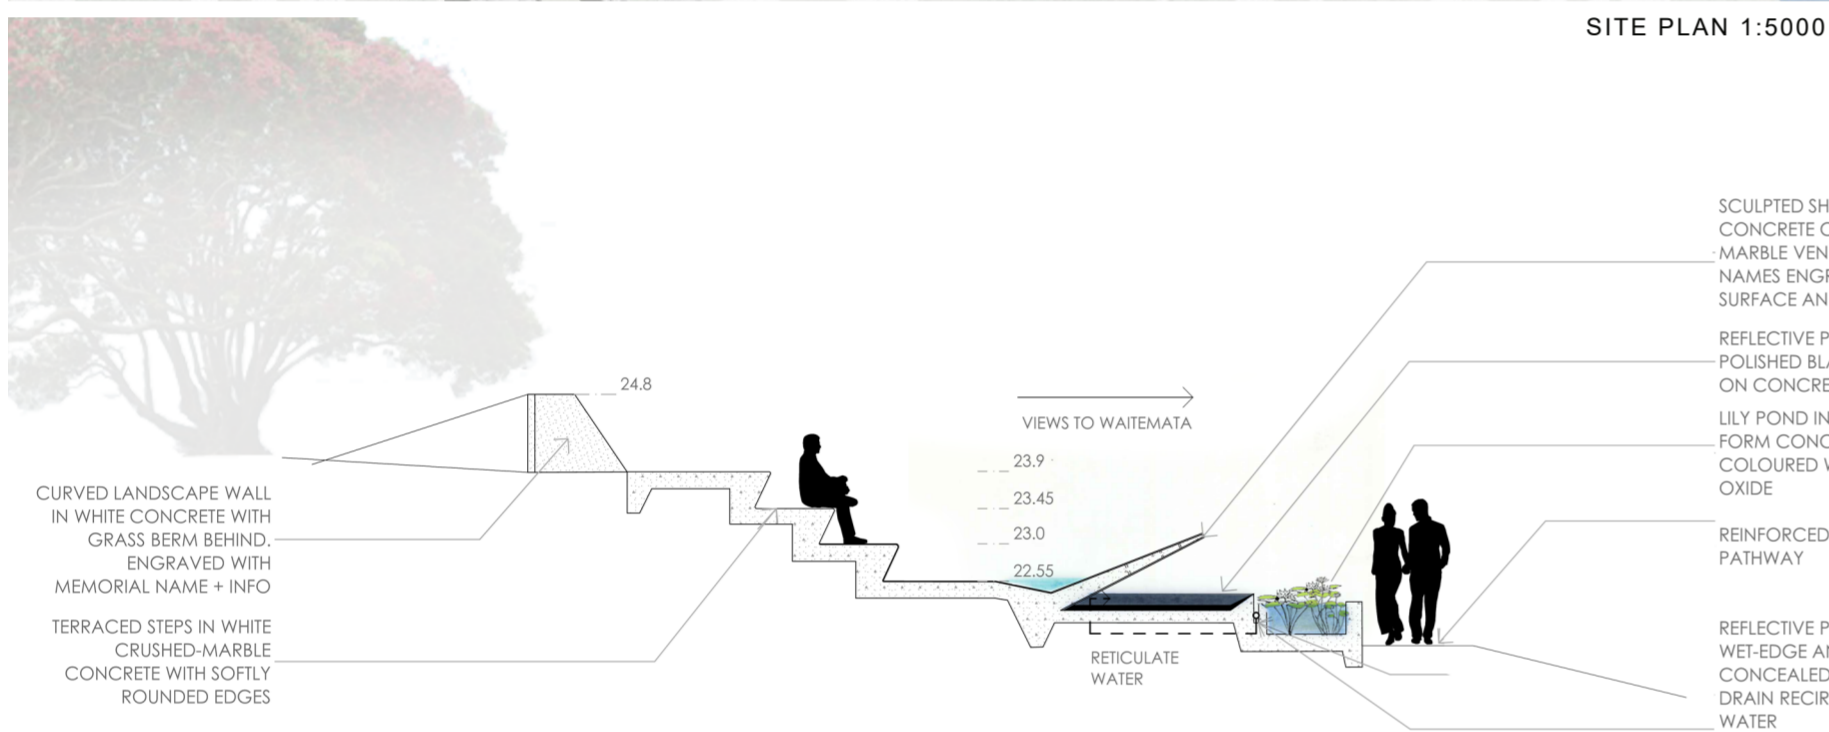 SITE PLAN 1:5000
24.8
VIEWS TO WAITEMATA
23.9
23.45
23.0
22.55
CURVED LANDSCAPE WALL
IN WHITE CONCRETE WITH
GRASS BERM BEHIND.
ENGRAVED WITH
MEMORIAL NAME + INFO
TERRACED STEPS IN WHITE
CRUSHED-MARBLE
CONCRETE WITH SOFTLY
ROUNDED EDGES
RETICULATE
WATER
SCULPTED
CONCRETE
MARBLE
NAMES
SURFACE
REFLECTIVE
POLISHED
ON
LILY POND IN
FORM
COLOURED
OXIDE
REINFORCED
PATHWAY
REFLECTIVE
WET-EDGE
CONCEALED
DRAIN
WATER